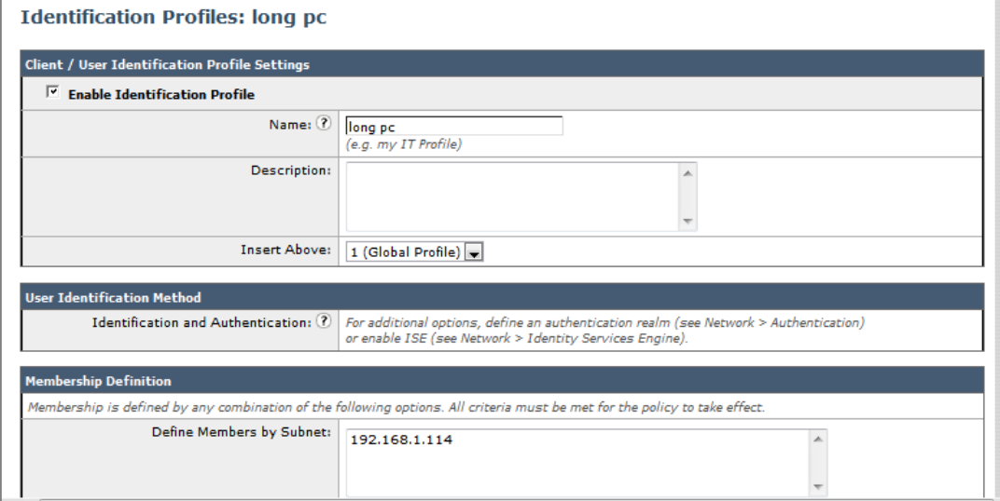 Identification Profiles: long pc
Client / User Identification Profile Settings
Enable Identification Profile
Name: ?
long pc
(e.g. my IT Profile)
Description:
Insert Above:
1 (Global Profile)
User Identification Method
Identification and Authentication: ?
For additional options, define an authentication realm (see Network > Authentication)
or enable ISE (see Network > Identity Services Engine).
Membership Definition
Membership is defined by any combination of the following options. All criteria must be met for the policy to take effect.
Define Members by Subnet:
192.168.1.114